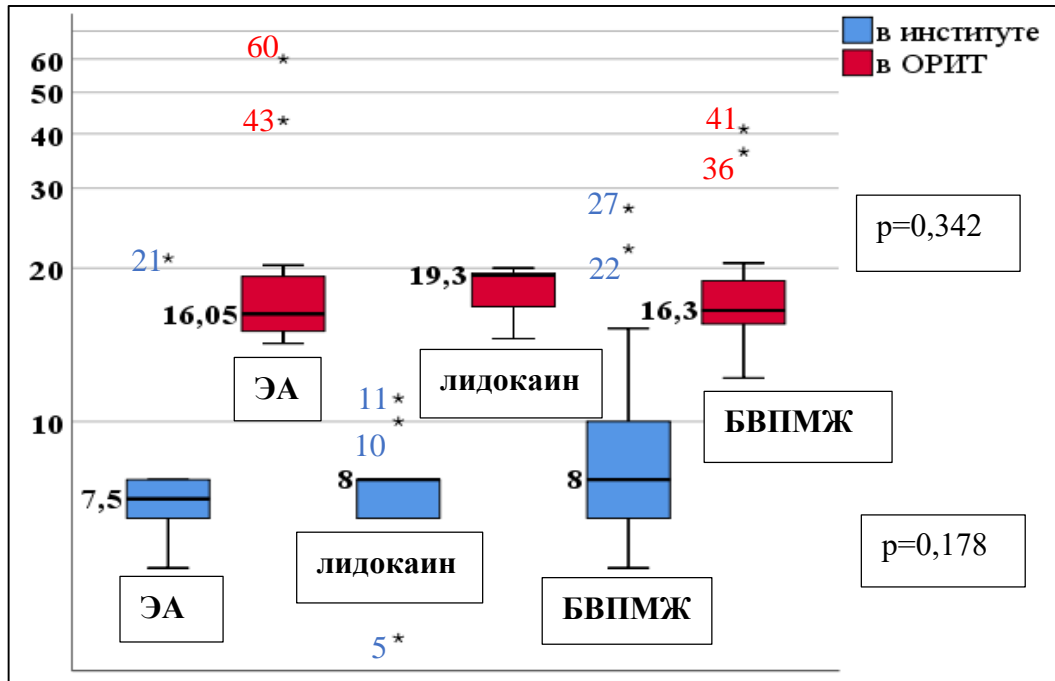 в институте
в ОРИТ
60
50
40
30
20
10
60
43
41
36
27
22
21
16,05
19,3
16,3
p=0,342
ЭА
лидокаин
БВПМЖ
11
10
7,5
8
8
p=0,178
ЭА
лидокаин
БВПМЖ
5